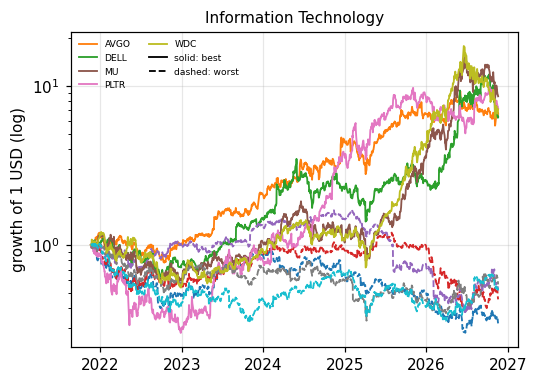 Information Technology
growth of 1 USD (log)
10¹
10⁰
AVGO
DELL
MU
PLTR
WDC
solid: best
dashed: worst
2022 2023 2024 2025 2026 2027